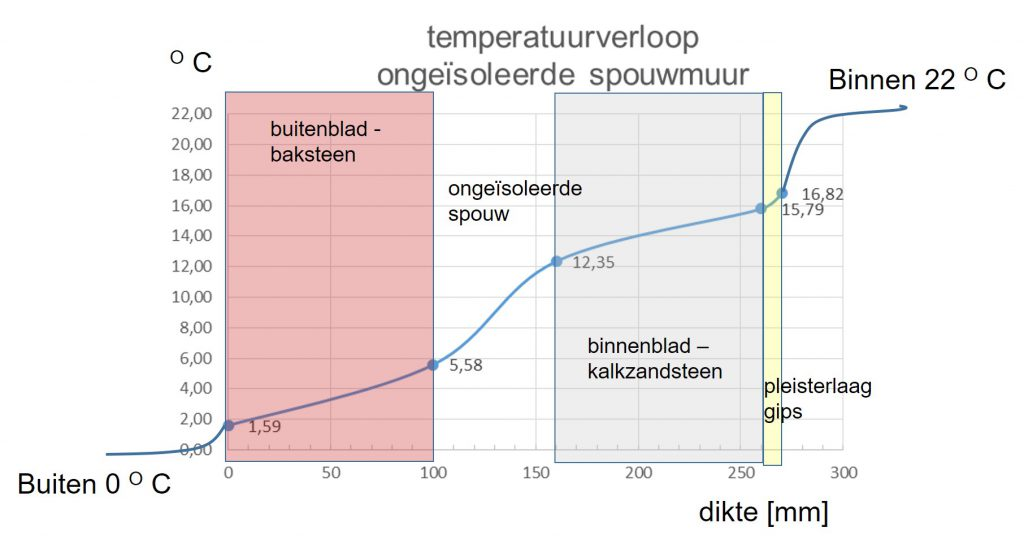 temperatuurverloop
ongeïsoleerde spouwmuur
O C
Binnen 22 O C
22,00
20,00
18,00
16,00
14,00
12,00
10,00
8,00
6,00
4,00
2,00
0,00
buitenblad -
baksteen
ongeïsoleerde
spouw
16,82
15,79
12,35
5,58
1,59
binnenblad –
kalkzandsteen
pleisterlaag
gips
0
50
100
150
200
250
300
Buiten 0 O C
dikte [mm]